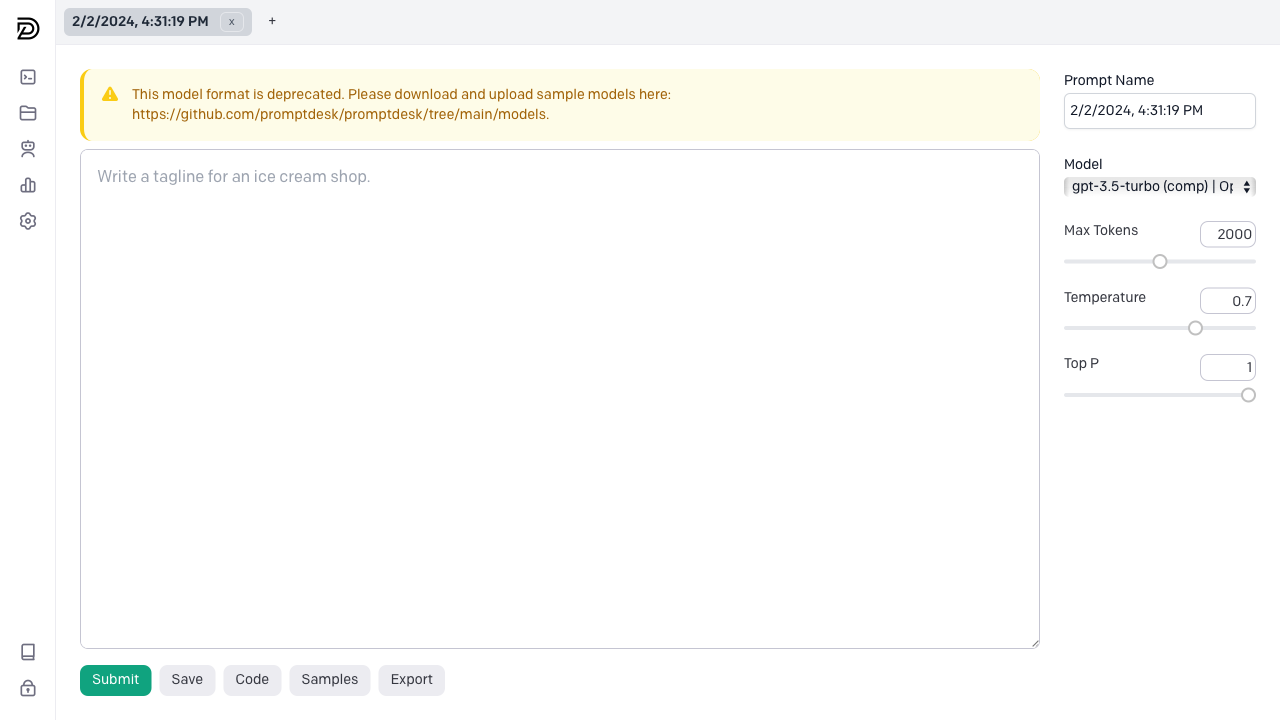 2/2/2024, 4:31:19 PM x +
This model format is deprecated. Please download and upload sample models here:
https://github.com/promptdesk/promptdesk/tree/main/models.
Write a tagline for an ice cream shop.
Submit Save Code Samples Export
Prompt Name
2/2/2024, 4:31:19 PM
Model
gpt-3.5-turbo (comp) | Op
Max Tokens 2000
Temperature 0.7
Top P 1